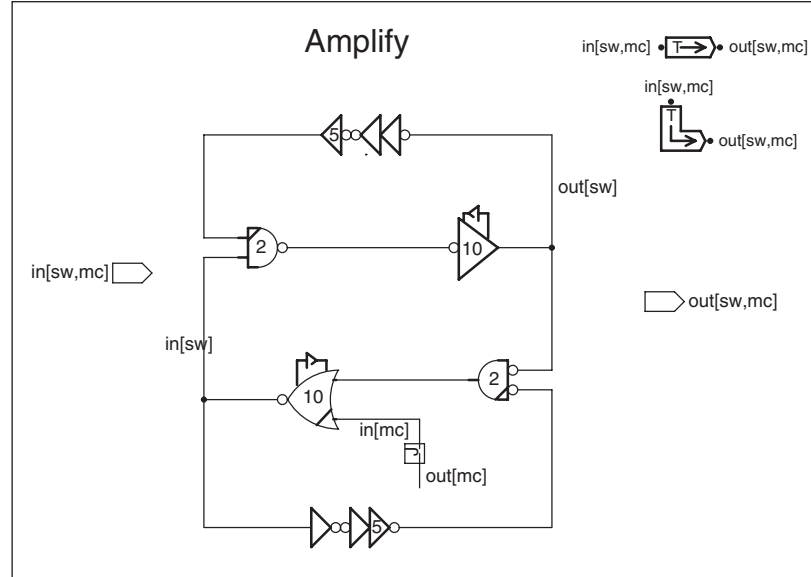 Amplify
in[sw,mc] T out[sw,mc]
in[sw,mc]
T
out[sw,mc]
5
out[sw]
2
10
in[sw,mc]
out[sw,mc]
in[sw]
10
2
in[mc]
J
out[mc]
5